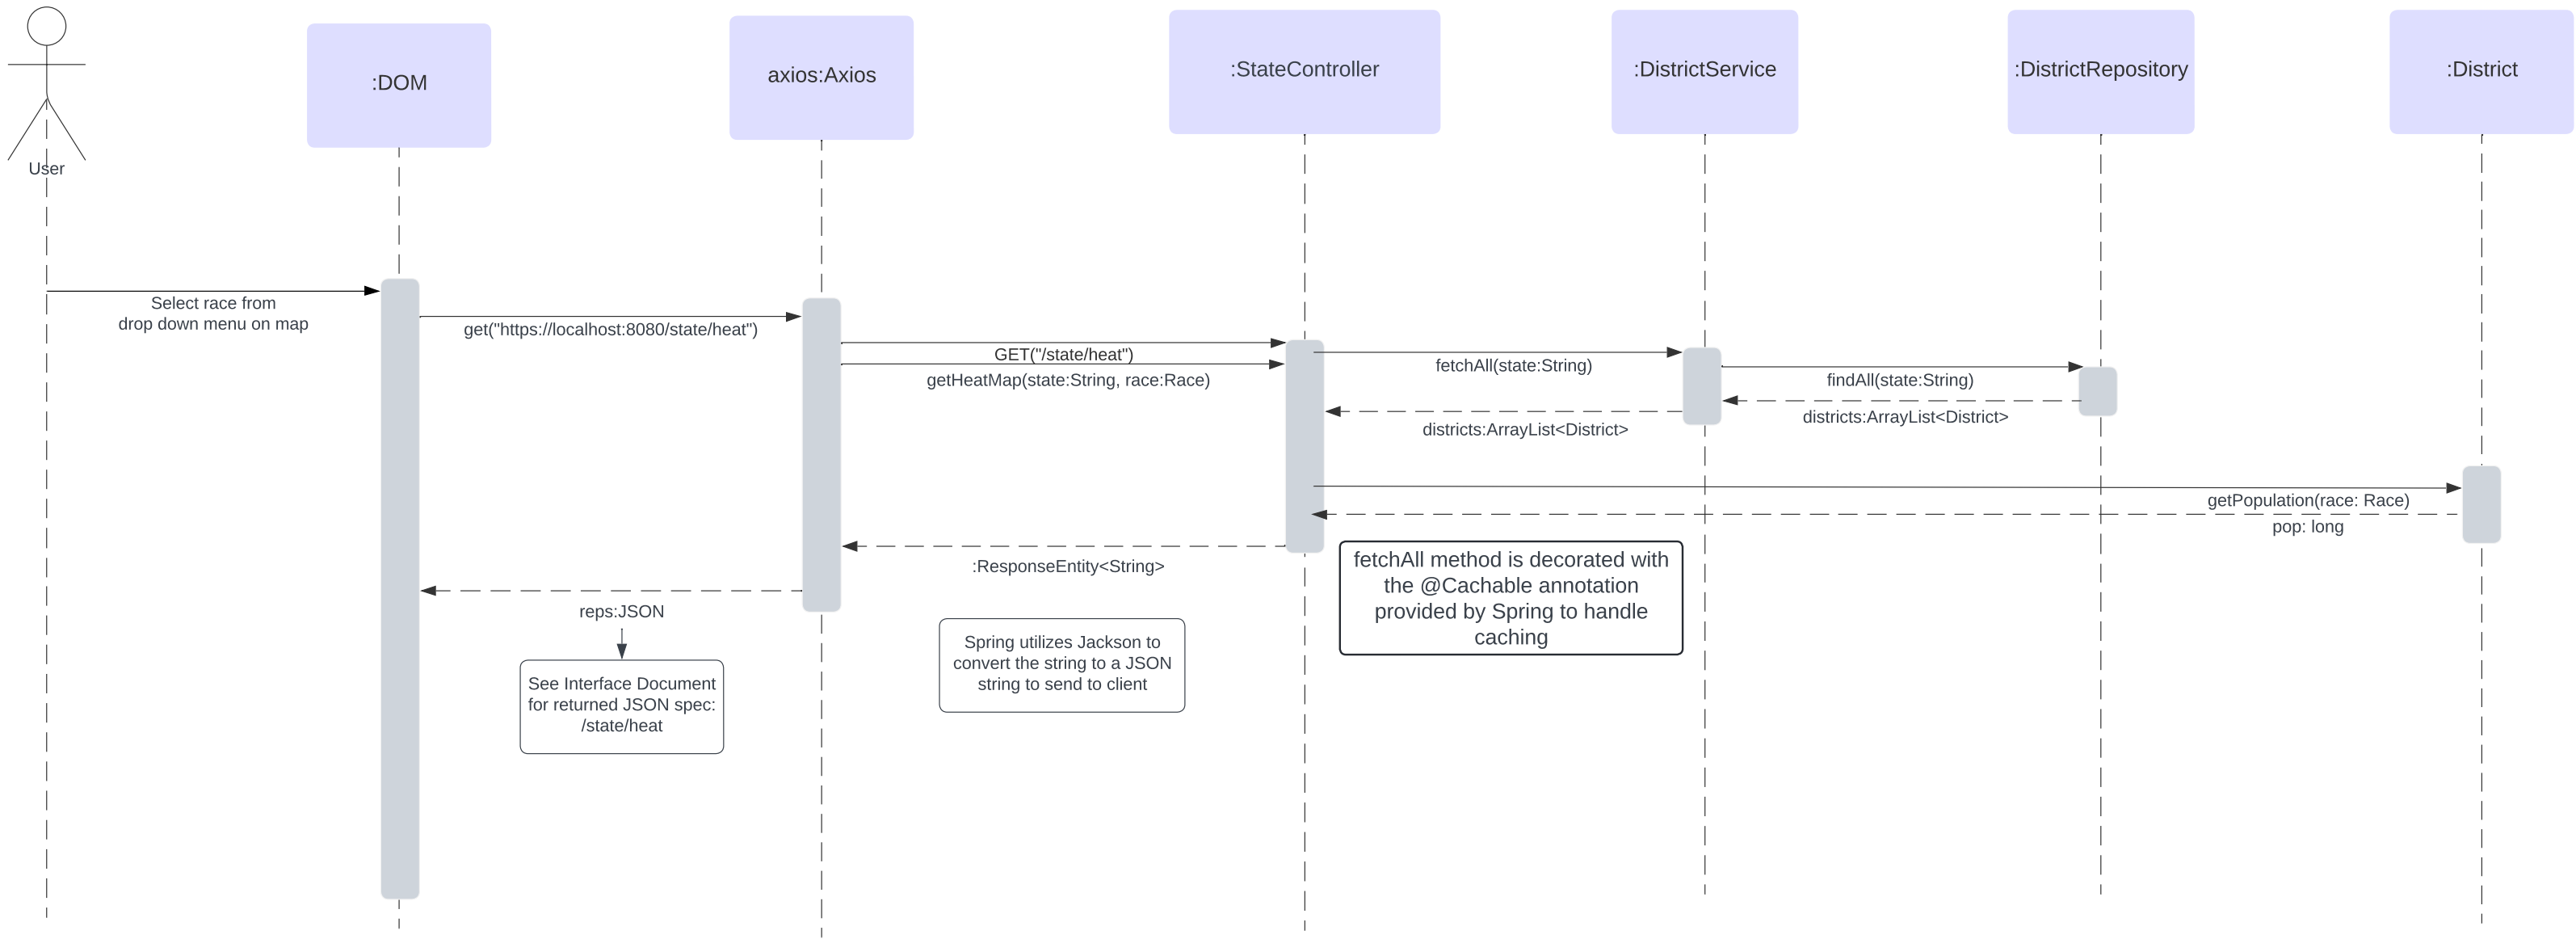 :DOM
axios:Axios
:StateController
:DistrictService
:DistrictRepository
:District
User
Select race from
drop down menu on map
get("https://localhost:8080/state/heat")
GET("/state/heat")
getHeatMap(state:String, race:Race)
fetchAll(state:String)
findAll(state:String)
districts:ArrayList<District>
districts:ArrayList<District>
getPopulation(race: Race)
pop: long
:ResponseEntity<String>
fetchAll method is decorated with
the @Cachable annotation
provided by Spring to handle
caching
reps:JSON
Spring utilizes Jackson to
convert the string to a JSON
string to send to client
See Interface Document
for returned JSON spec:
/state/heat